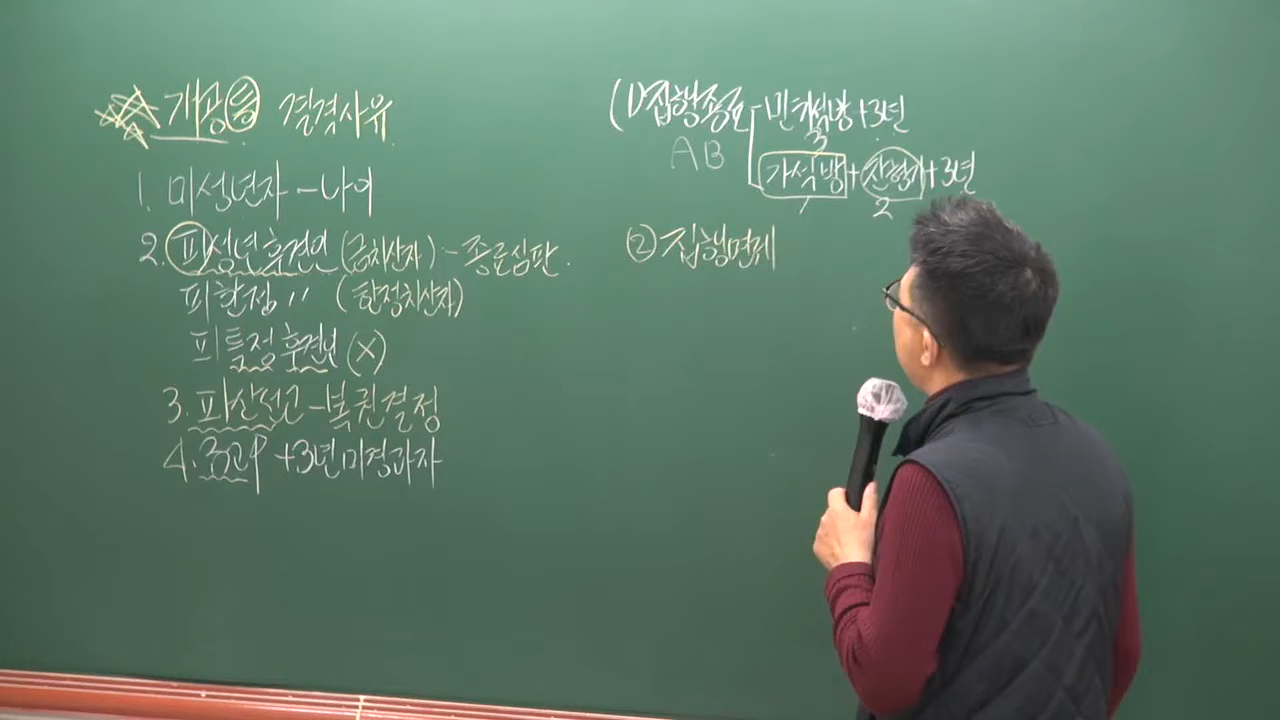 개공등 결격사유
1. 미성년자 - 나이
2. 피성년후견인 (금치산자) - 종료심판.
피한정 〃 (한정치산자)
피특정후견인 (X)
3. 파산선고 - 복권결정
4. 금고↑ +3년 미경과자
(1) 집행종료 - 만기석방 +3년
3
AB
가석방 + 잔형기 +3년
1 2
② 집행면제